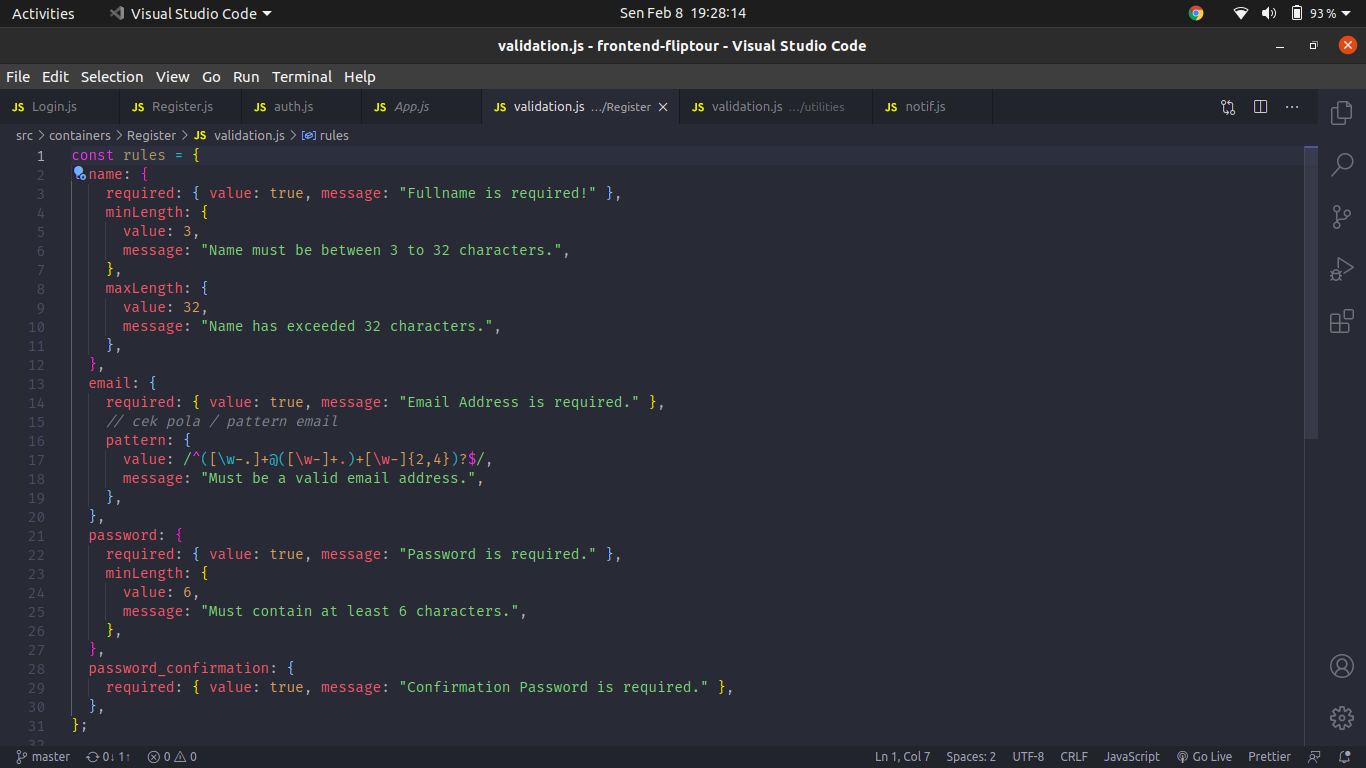 Activities Visual Studio Code Sen Feb 8 19:28:14 93 %
validation.js - frontend-fliptour - Visual Studio Code
File Edit Selection View Go Run Terminal Help
JS Login.js JS Register.js JS auth.js JS App.js JS validation.js .../Register JS validation.js .../utilities JS notif.js
src > containers > Register > JS validation.js > rules
1 const rules = {
2 name: {
3 required: { value: true, message: "Fullname is required!" },
4 minLength: {
5 value: 3,
6 message: "Name must be between 3 to 32 characters.",
7 },
8 maxLength: {
9 value: 32,
10 message: "Name has exceeded 32 characters.",
11 },
12 },
13 email: {
14 required: { value: true, message: "Email Address is required." },
15 // cek pola / pattern email
16 pattern: {
17 value: /^([\w-.]+@([\w-]+.)+[\w-]{2,4})?$/,
18 message: "Must be a valid email address.",
19 },
20 },
21 password: {
22 required: { value: true, message: "Password is required." },
23 minLength: {
24 value: 6,
25 message: "Must contain at least 6 characters.",
26 },
27 },
28 password_confirmation: {
29 required: { value: true, message: "Confirmation Password is required." },
30 },
31 };
32
master 0↓ 1↑ 0 0 Ln 1, Col 7 Spaces: 2 UTF-8 CRLF JavaScript Go Live Prettier